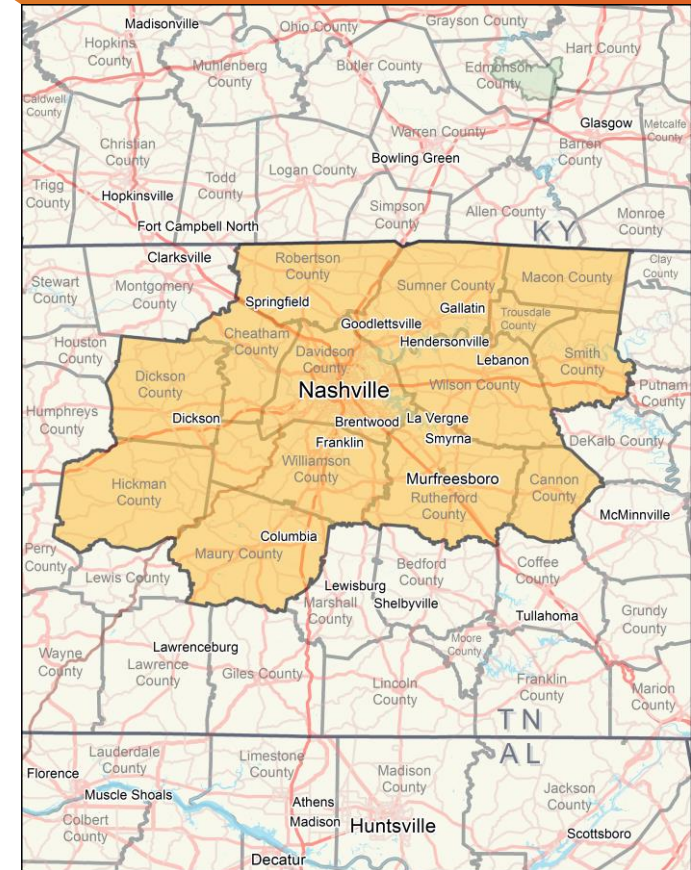 Madisonville
Ohio County
Grayson County
Hopkins
County
Muhlenberg
County
Butler County
Edmonson
County
Hart County
Caldwell
County
Christian
County
Todd
County
Logan County
Warren County
Bowling Green
Glasgow
Barren
County
Metcalfe
County
Trigg
County
Hopkinsville
Simpson
County
Allen County
Monroe
County
Fort Campbell North
KY
Clarksville
Stewart
County
Montgomery
County
Robertson
County
Sumner County
Macon County
Clay
County
Springfield
Gallatin
Trousdale
County
Goodlettsville
Cheatham
County
Hendersonville
Houston
County
Davidson
County
Lebanon
Smith
County
Dickson
County
Nashville
Wilson County
Putnam
County
Humphreys
County
Dickson
Brentwood
La Vergne
Franklin
Smyrna
DeKalb County
Williamson
County
Hickman
County
Murfreesboro
Rutherford
County
Cannon
County
McMinnville
Columbia
Maury County
Perry
County
Lewis County
Bedford
County
Coffee
County
Lewisburg
Marshall
County
Shelbyville
Tullahoma
Grundy
County
Wayne
County
Lawrenceburg
Lawrence
County
Giles County
Moore
County
Lincoln
County
Franklin
County
Marion
County
TN
AL
Lauderdale
County
Limestone
County
Madison
County
Jackson
County
Florence
Muscle Shoals
Colbert
County
Athens
Madison
Huntsville
Scottsboro
Decatur